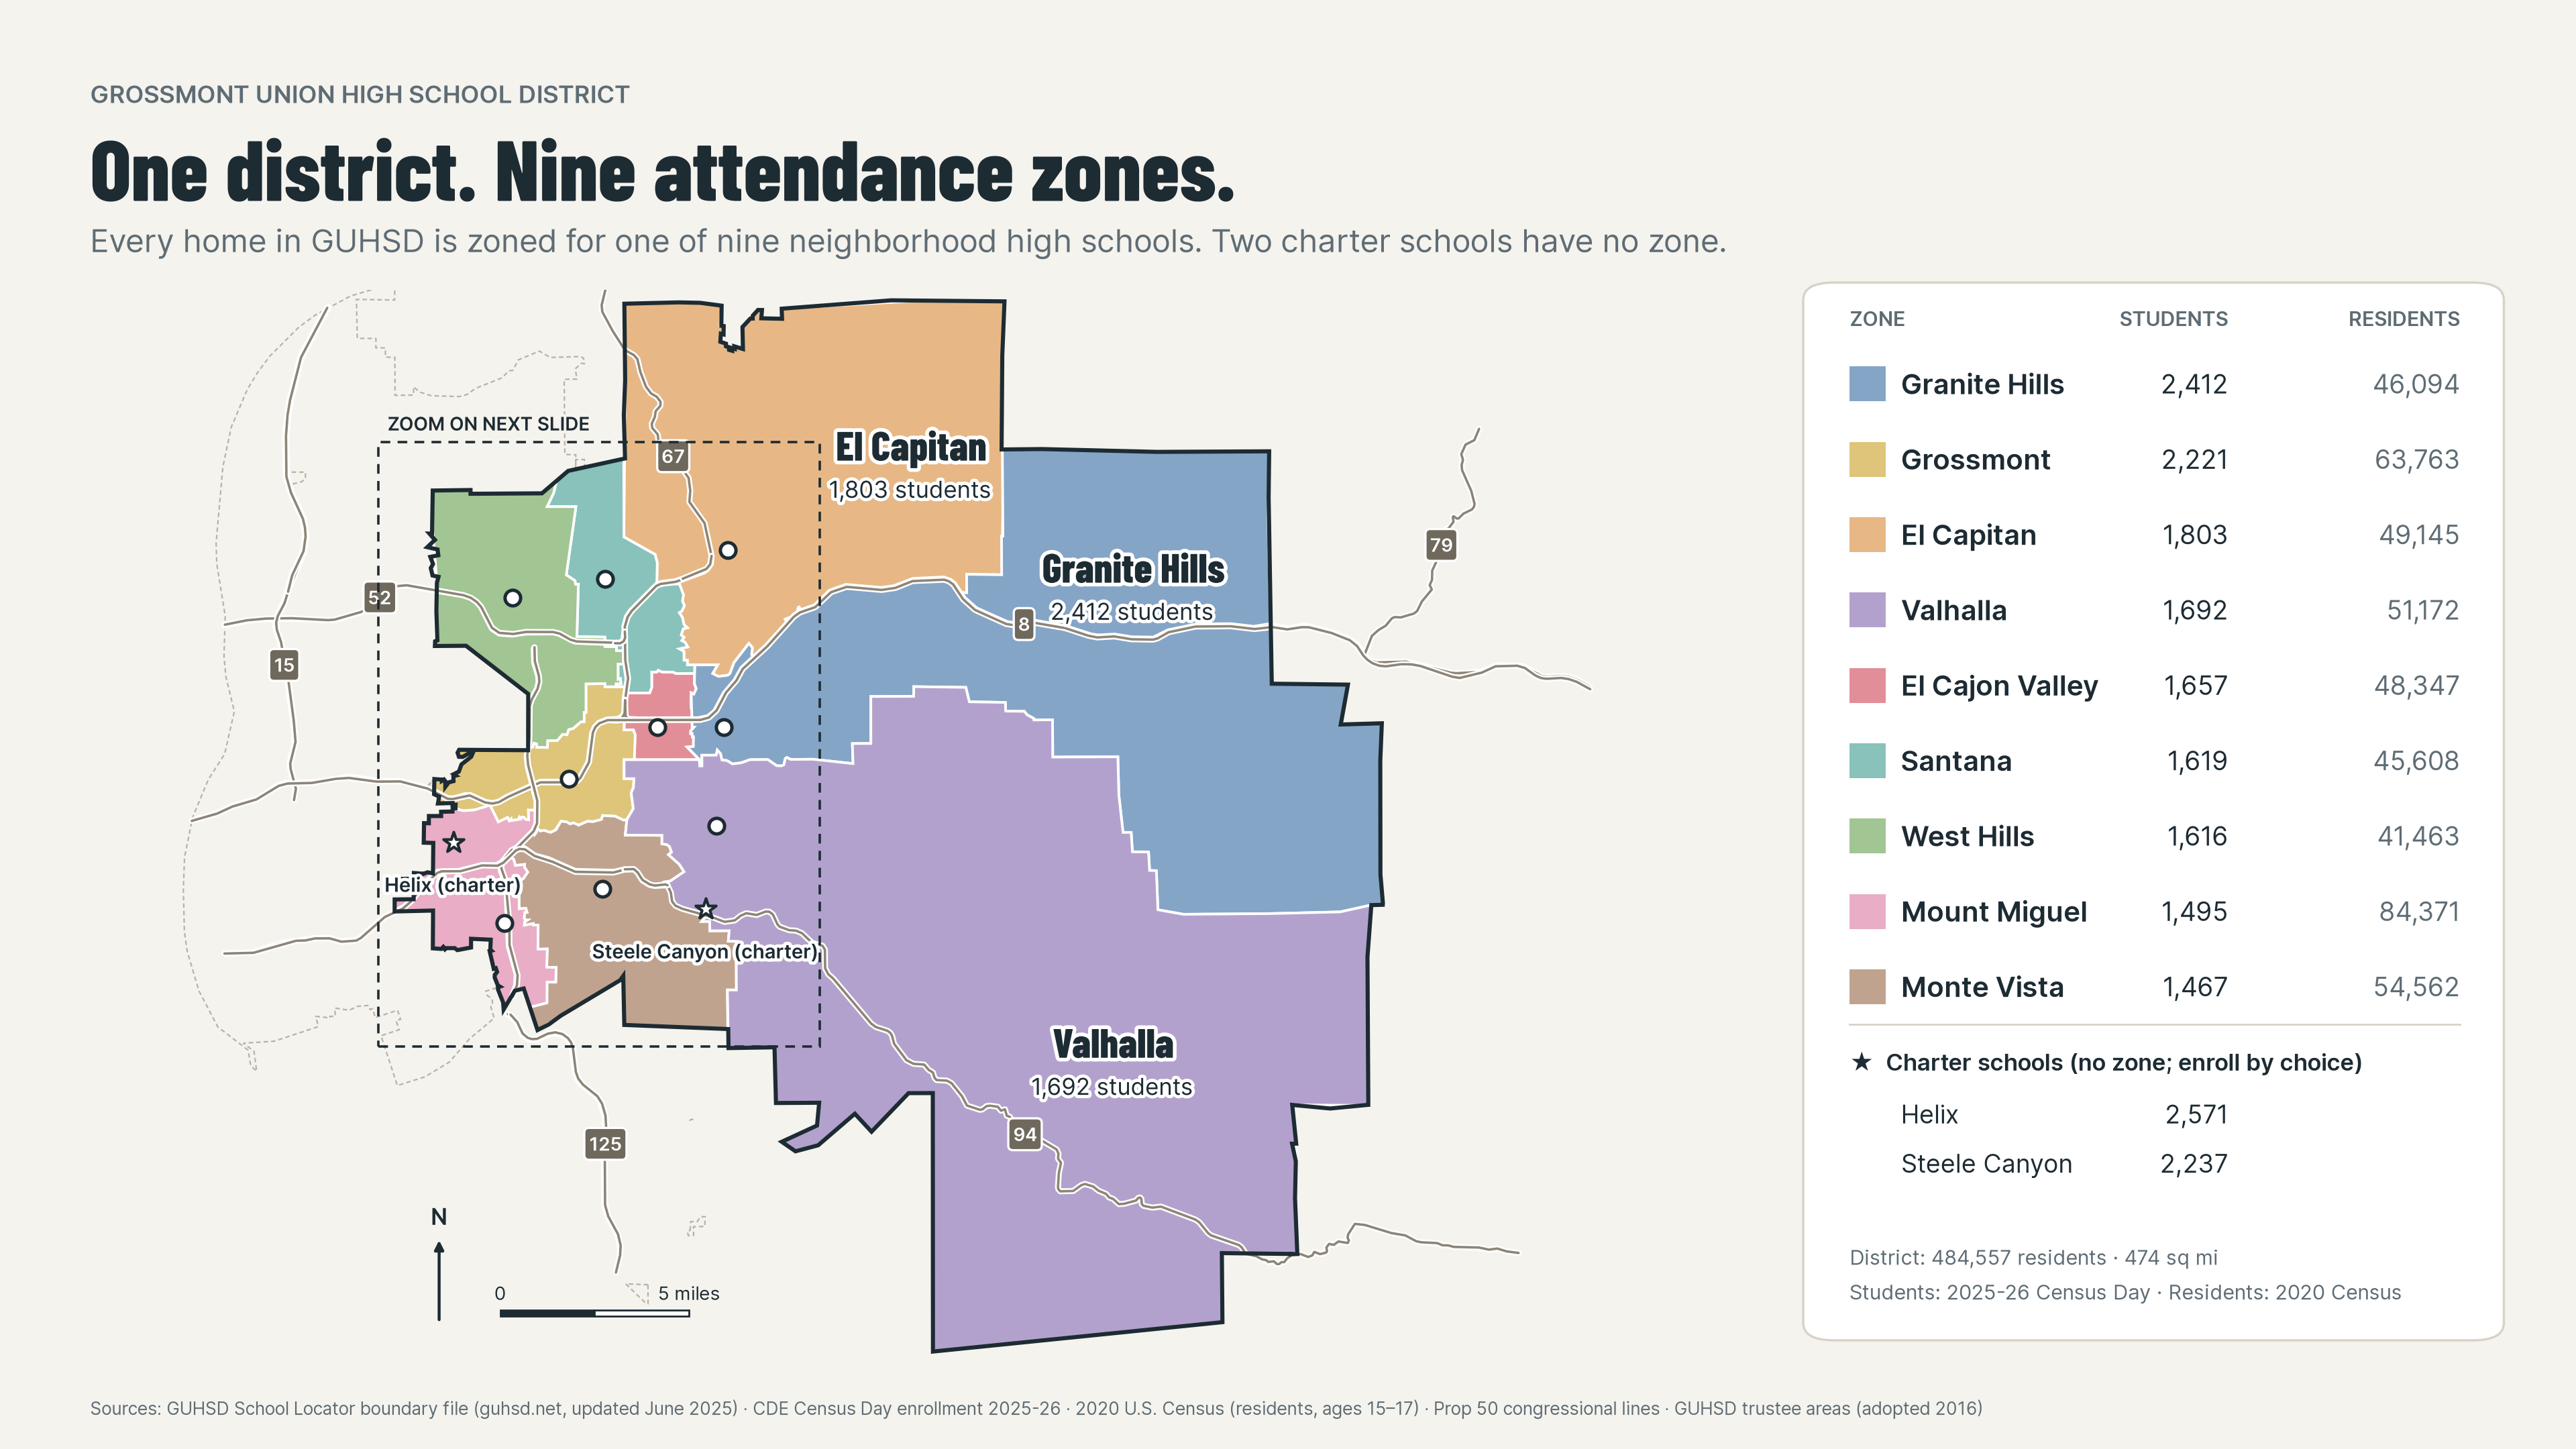 GROSSMONT UNION HIGH SCHOOL DISTRICT
One district. Nine attendance zones.
Every home in GUHSD is zoned for one of nine neighborhood high schools. Two charter schools have no zone.
ZOOM ON NEXT SLIDE
67
El Capitan
1,803 students
Granite Hills
2,412 students
79
52
8
15
Helix (charter)
Steele Canyon (charter)
Valhalla
1,692 students
94
125
N
0
5 miles
ZONE STUDENTS RESIDENTS
Granite Hills 2,412 46,094
Grossmont 2,221 63,763
El Capitan 1,803 49,145
Valhalla 1,692 51,172
El Cajon Valley 1,657 48,347
Santana 1,619 45,608
West Hills 1,616 41,463
Mount Miguel 1,495 84,371
Monte Vista 1,467 54,562
★ Charter schools (no zone; enroll by choice)
Helix 2,571
Steele Canyon 2,237
District: 484,557 residents · 474 sq mi
Students: 2025-26 Census Day · Residents: 2020 Census
Sources: GUHSD School Locator boundary file (guhsd.net, updated June 2025) · CDE Census Day enrollment 2025-26 · 2020 U.S. Census (residents, ages 15–17) · Prop 50 congressional lines · GUHSD trustee areas (adopted 2016)